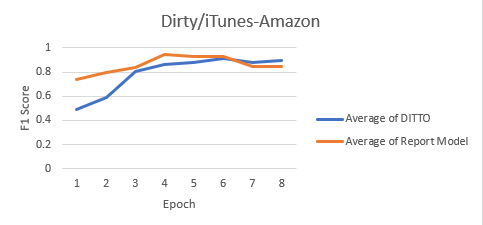 Dirty/iTunes-Amazon
1
0.8
0.6
0.4
0.2
0
F1 Score
1 2 3 4 5 6 7 8
Epoch
Average of DITTO
Average of Report Model